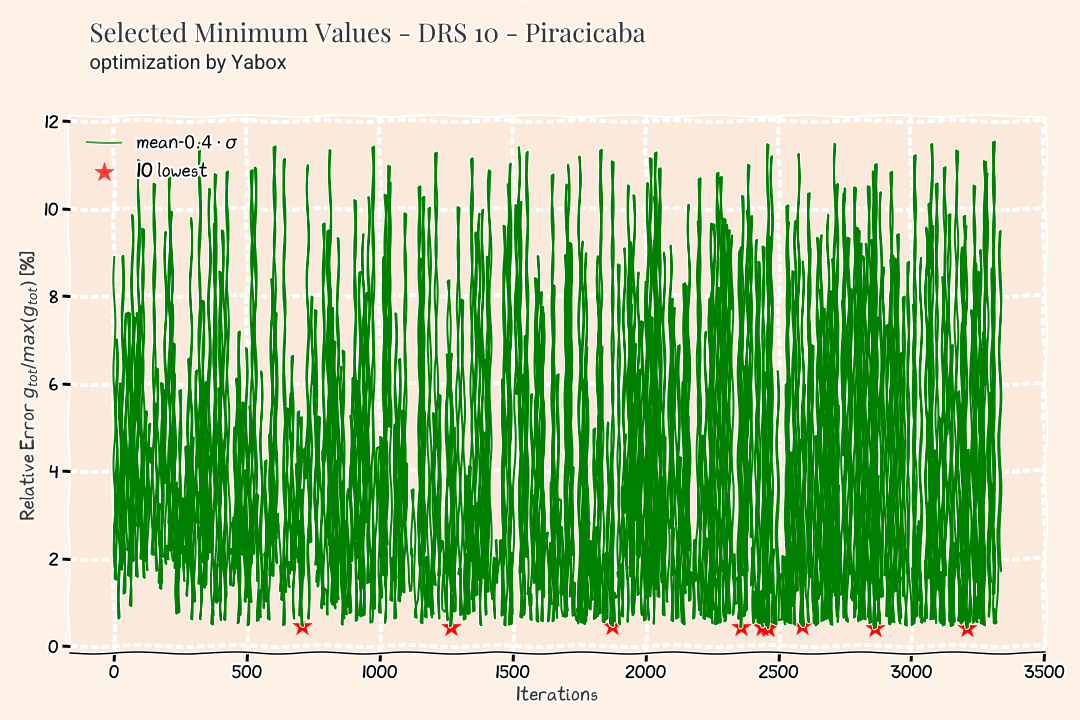 Selected Minimum Values - DRS 10 - Piracicaba
optimization by Yabox
12
10
8
6
4
2
0
mean-0.4 · σ
10 lowest
Relative Error g_tot/max(g_tot) [%]
0 500 1000 1500 2000 2500 3000 3500
Iterations